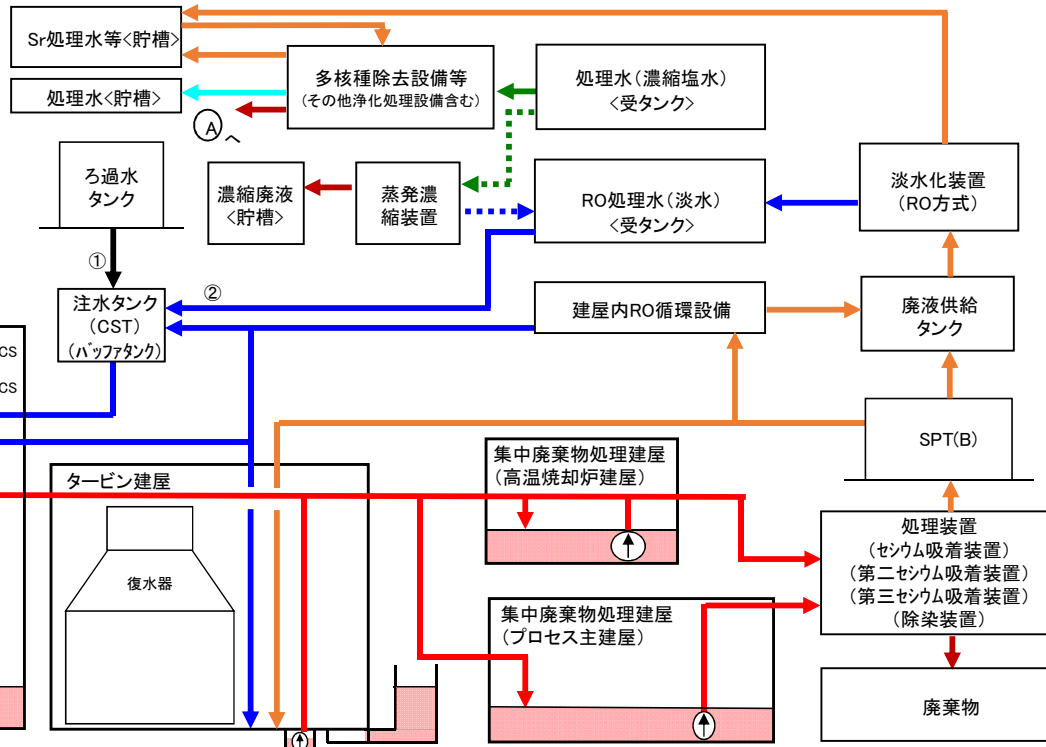 Sr処理水等<貯槽>
処理水<貯槽>
多核種除去設備等
(その他浄化処理設備含む)
処理水(濃縮塩水)
<受タンク>
Aへ
ろ過水
タンク
濃縮廃液
<貯槽>
蒸発濃
縮装置
RO処理水(淡水)
<受タンク>
淡水化装置
(RO方式)
①
②
注水タンク
(CST)
(バッファタンク)
建屋内RO循環設備
廃液供給
タンク
CS
CS
SPT(B)
タービン建屋
復水器
集中廃棄物処理建屋
(高温焼却炉建屋)
処理装置
(セシウム吸着装置)
(第二セシウム吸着装置)
(第三セシウム吸着装置)
(除染装置)
集中廃棄物処理建屋
(プロセス主建屋)
廃棄物